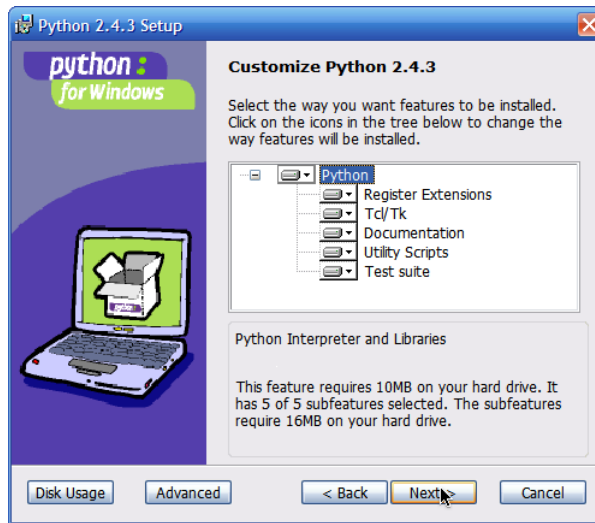 Python 2.4.3 Setup
python
for Windows
Customize Python 2.4.3
Select the way you want features to be installed.
Click on the icons in the tree below to change the
way features will be installed.
Python
Register Extensions
Tcl/Tk
Documentation
Utility Scripts
Test suite
Python Interpreter and Libraries
This feature requires 10MB on your hard drive. It
has 5 of 5 subfeatures selected. The subfeatures
require 16MB on your hard drive.
Disk Usage
Advanced
< Back
Next >
Cancel